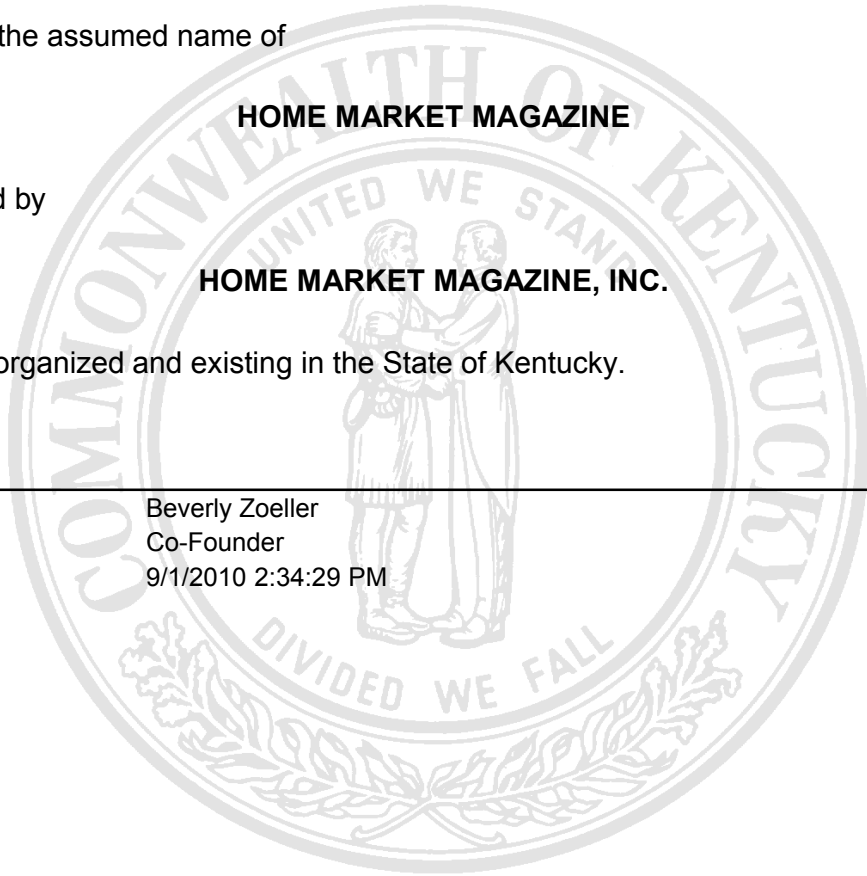 the assumed name of
HOME MARKET MAGAZINE
d by
HOME MARKET MAGAZINE, INC.
organized and existing in the State of Kentucky.
Beverly Zoeller
Co-Founder
9/1/2010 2:34:29 PM
COMMONWEALTH OF KENTUCKY
UNITED WE STAND
DIVIDED WE FALL